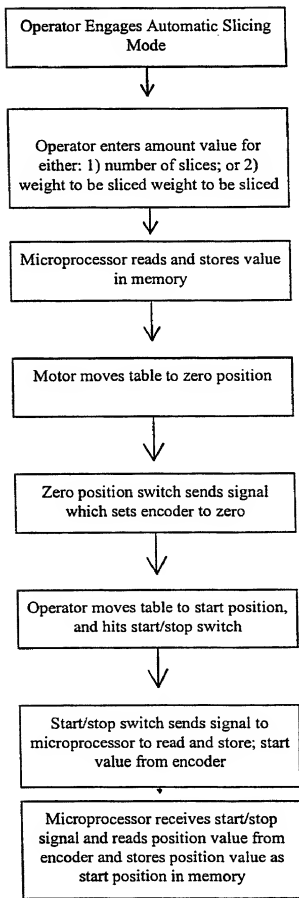 Operator Engages Automatic Slicing
Mode
Operator enters amount value for
either: 1) number of slices; or 2)
weight to be sliced weight to be sliced
Microprocessor reads and stores value
in memory
Motor moves table to zero position
Zero position switch sends signal
which sets encoder to zero
Operator moves table to start position,
and hits start/stop switch
Start/stop switch sends signal to
microprocessor to read and store; start
value from encoder
Microprocessor receives start/stop
signal and reads position value from
encoder and stores position value as
start position in memory